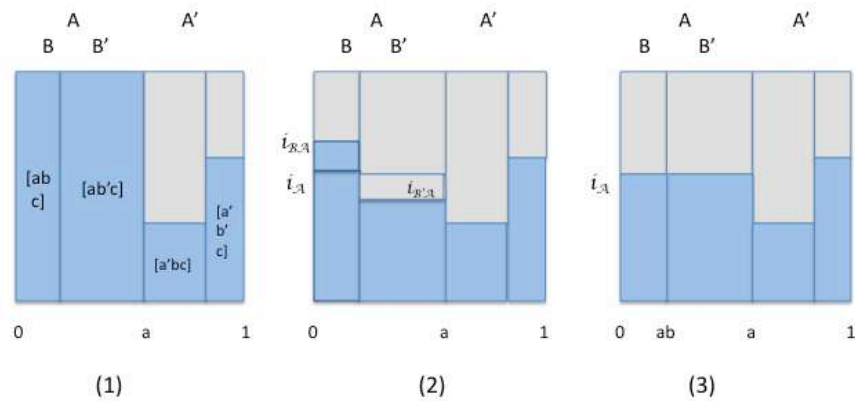 A A’ A A’ A A’
B B’ B B’ B B’
i_{ℬ𝒜}
[ab c] [ab’c] i_𝒜 i_{ℬ’𝒜} i_𝒜
[a’ b’ c]
[a’bc]
0 a 1 0 a 1 0 ab a 1
(1) (2) (3)